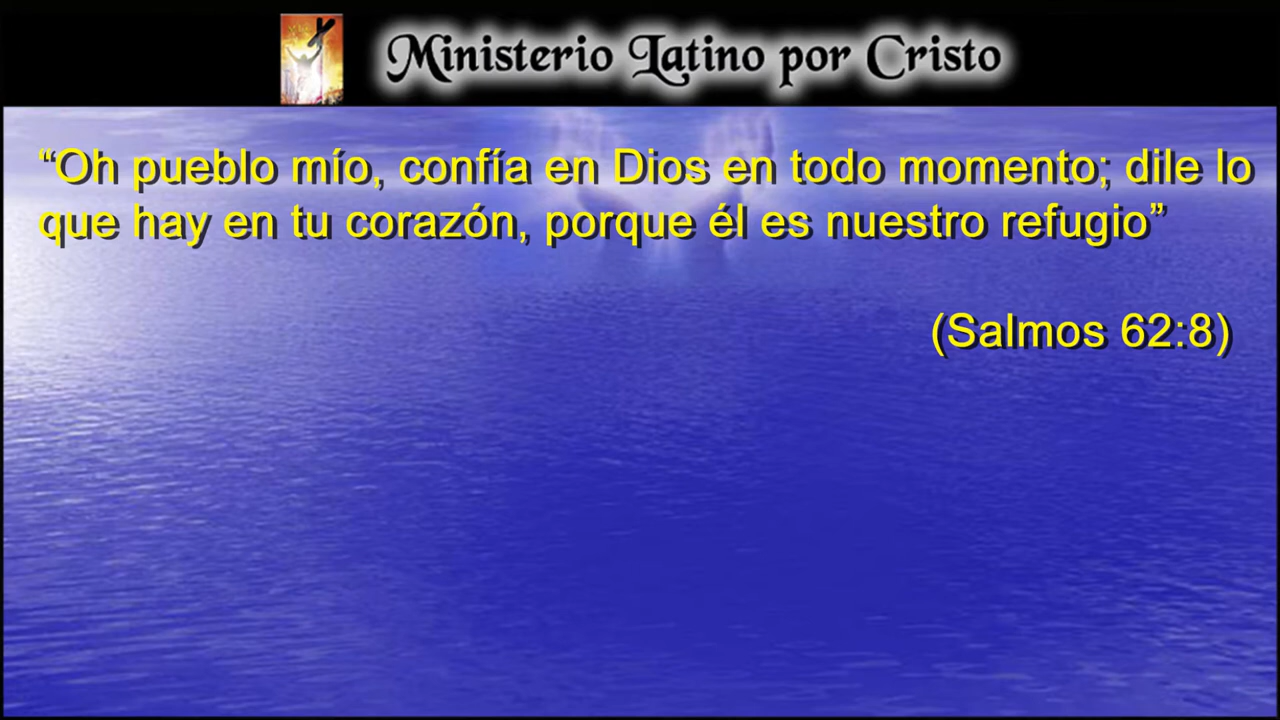 Ministerio Latino por Cristo
“Oh pueblo mío, confía en Dios en todo momento; dile lo
que hay en tu corazón, porque él es nuestro refugio”
(Salmos 62:8)